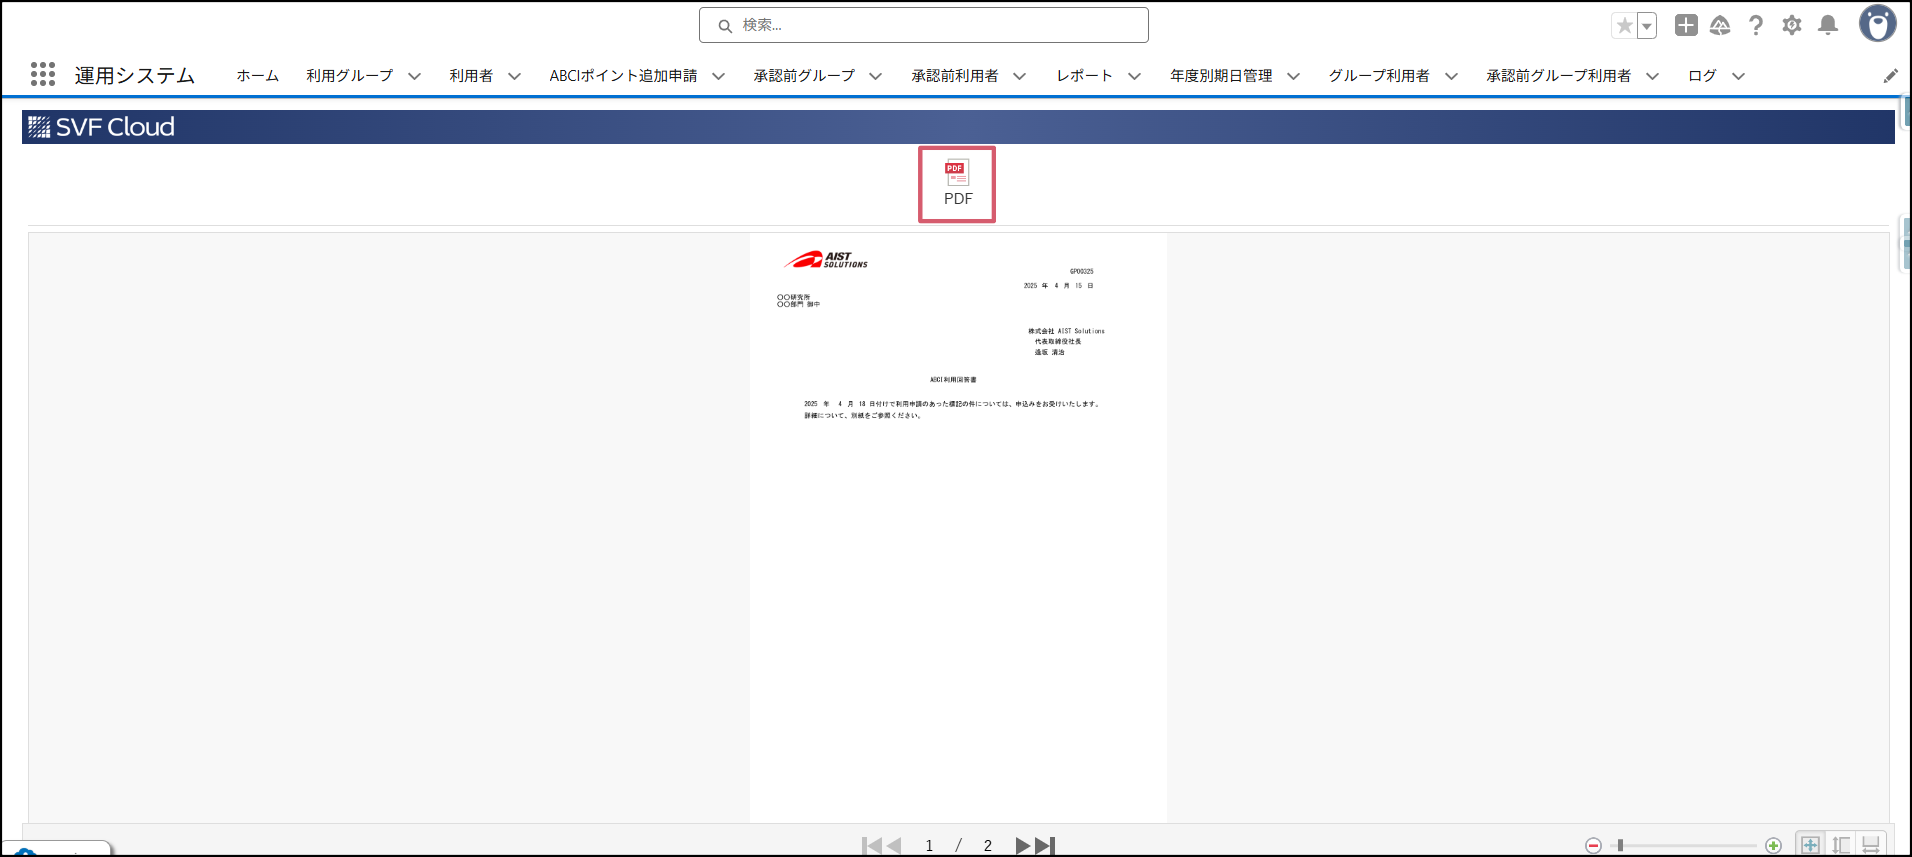 検索...
運用システム
ホーム
利用グループ
利用者
ABCIポイント追加申請
承認前グループ
承認前利用者
レポート
年度別期日管理
グループ利用者
承認前グループ利用者
ログ
SVF Cloud
PDF
PDF
AIST
SOLUTIONS
GP00325
2025 年 4 月 15 日
〇〇研究所
〇〇部門 御中
株式会社 AIST Solutions
代表取締役社長
逢坂 清治
ABCI利用回答書
2025 年 4 月 18 日付けで利用申請のあった標記の件については、申込みをお受けいたします。
詳細について、別紙をご参照ください。
1 / 2